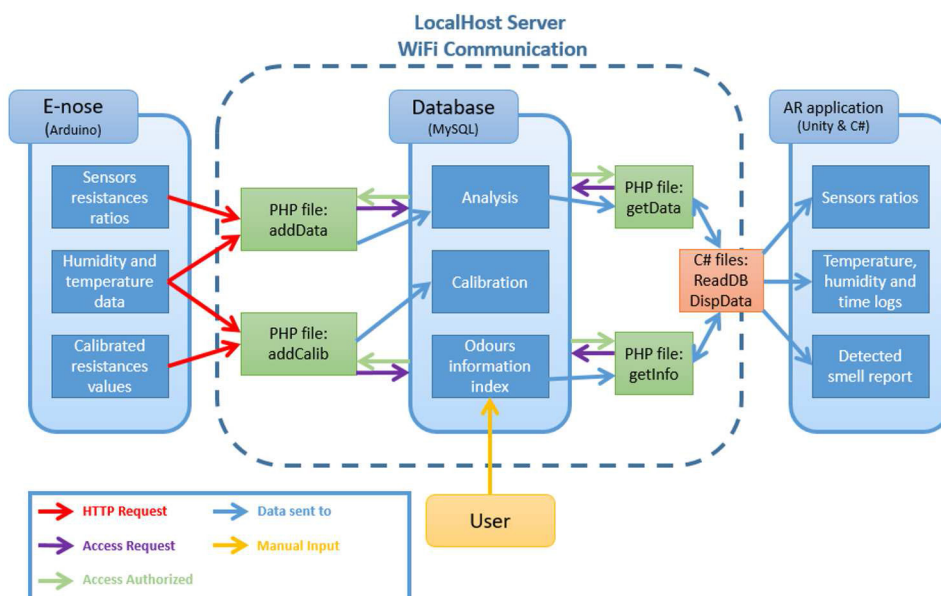 LocalHost Server
WiFi Communication
E-nose
(Arduino)
Sensors
resistances
ratios
Humidity and
temperature
data
Calibrated
resistances
values
PHP file:
addData
PHP file:
addCalib
Database
(MySQL)
Analysis
Calibration
Odours
information
index
PHP file:
getData
PHP file:
getInfo
C# files:
ReadDB
DispData
AR application
(Unity & C#)
Sensors ratios
Temperature,
humidity and
time logs
Detected
smell report
User
HTTP Request
Access Request
Access Authorized
Data sent to
Manual Input